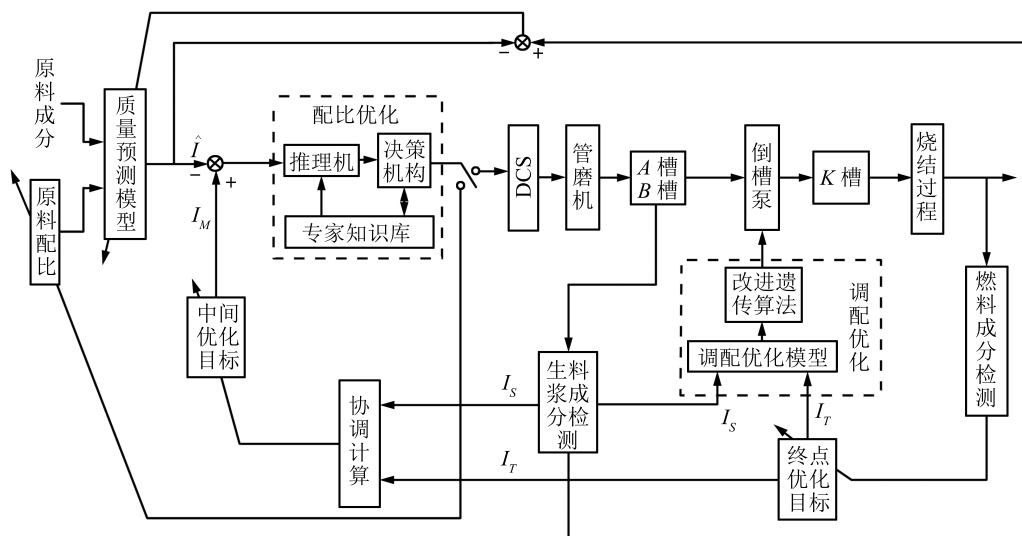 原料成分
原料配比
质量预测模型
Î
−
+
I_M
−
+
配比优化
推理机
决策
机构
专家知识库
DCS
管磨机
A 槽
B 槽
倒槽泵
K 槽
烧结过程
改进遗
传算法
调配优化
调配优化模型
燃料成分检测
中间
优化
目标
协调计算
I_S
生料
浆成
分检
测
I_S
I_T
I_T
终点
优化
目标